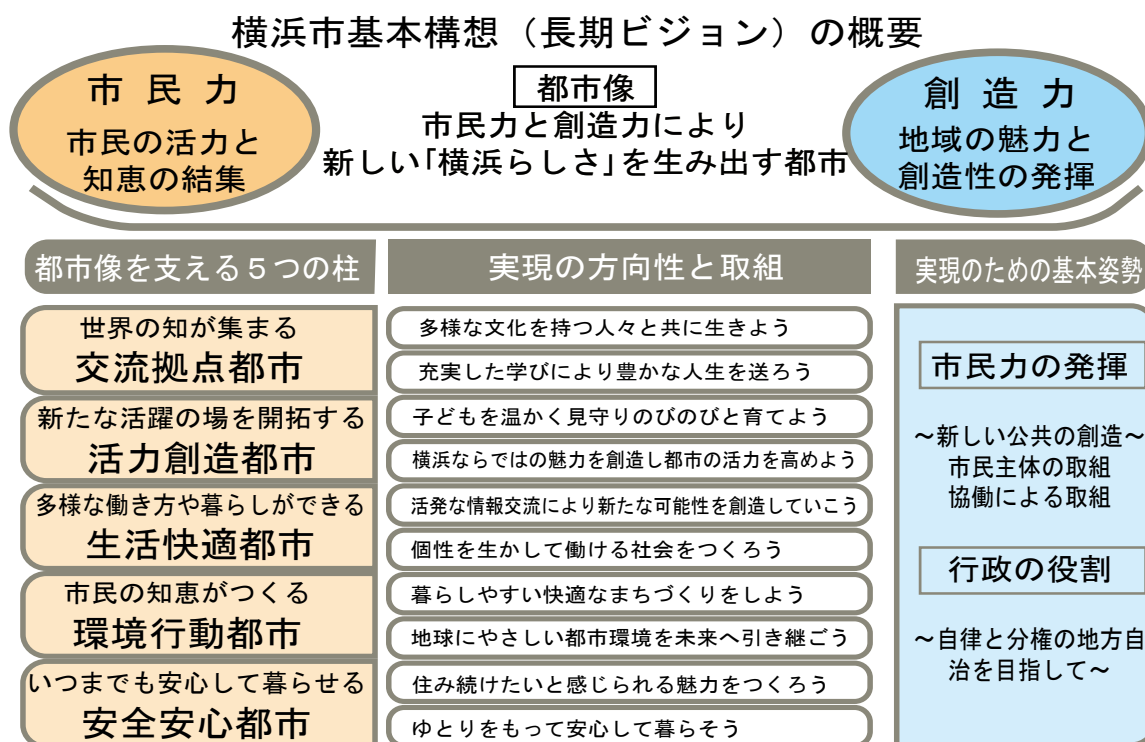 横浜市基本構想（長期ビジョン）の概要
市民力
市民の活力と
知恵の結集
都市像
市民力と創造力により
新しい「横浜らしさ」を生み出す都市
創造力
地域の魅力と
創造性の発揮
都市像を支える５つの柱
世界の知が集まる
交流拠点都市
新たな活躍の場を開拓する
活力創造都市
多様な働き方や暮らしができる
生活快適都市
市民の知恵がつくる
環境行動都市
いつまでも安心して暮らせる
安全安心都市
実現の方向性と取組
多様な文化を持つ人々と共に生きよう
充実した学びにより豊かな人生を送ろう
子どもを温かく見守りのびのびと育てよう
横浜ならではの魅力を創造し都市の活力を高めよう
活発な情報交流により新たな可能性を創造していこう
個性を生かして働ける社会をつくろう
暮らしやすい快適なまちづくりをしよう
地球にやさしい都市環境を未来へ引き継ごう
住み続けたいと感じられる魅力をつくろう
ゆとりをもって安心して暮らそう
実現のための基本姿勢
市民力の発揮
～新しい公共の創造～
市民主体の取組
協働による取組
行政の役割
～自律と分権の地方自
治を目指して～